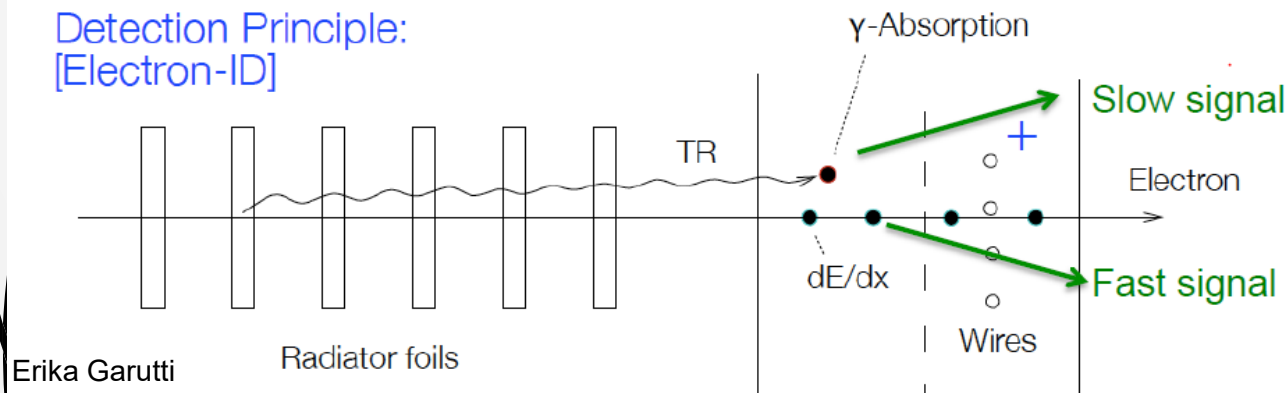 Detection Principle:
[Electron-ID]
γ-Absorption
Slow signal
+
TR
Electron
dE/dx
Fast signal
Wires
Radiator foils
Erika Garutti